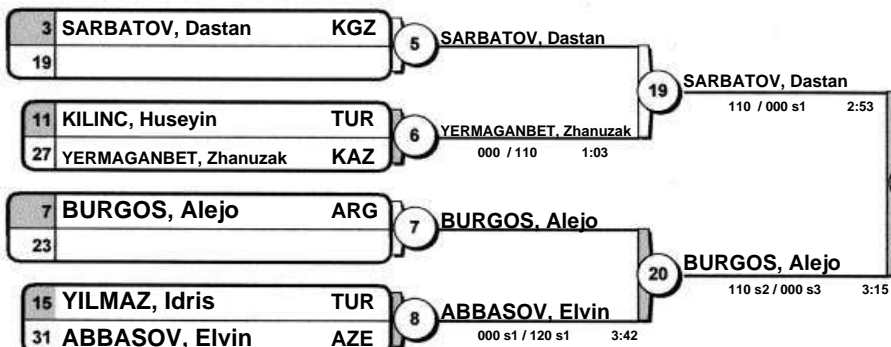 3 SARBATOV, Dastan KGZ
19
5
SARBATOV, Dastan
11 KILINC, Huseyin TUR
27 YERMAGANBET, Zhanuzak KAZ
6
YERMAGANBET, Zhanuzak
000 / 110 1:03
19
SARBATOV, Dastan
110 / 000 s1 2:53
7 BURGOS, Alejo ARG
23
7
BURGOS, Alejo
15 YILMAZ, Idris TUR
31 ABBASOV, Elvin AZE
8
ABBASOV, Elvin
000 s1 / 120 s1 3:42
20
BURGOS, Alejo
110 s2 / 000 s3 3:15